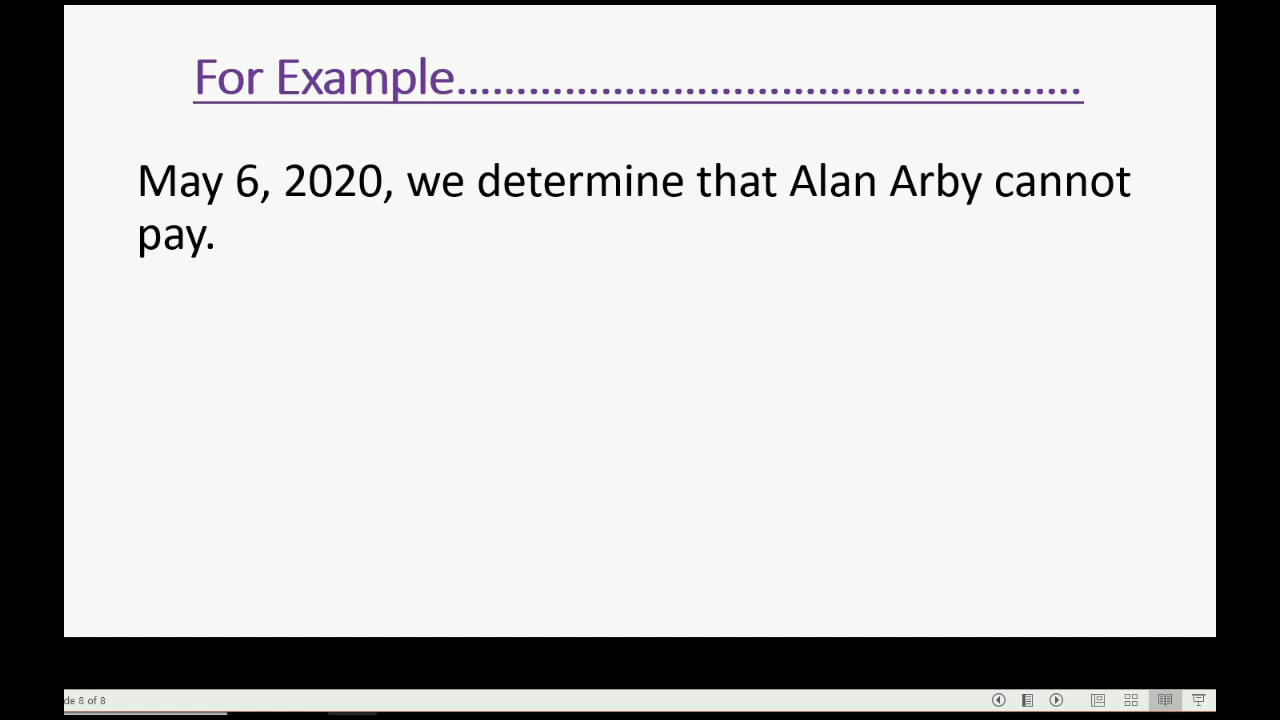 For Example....................................................
May 6, 2020, we determine that Alan Arby cannot
pay.
de 8 of 8